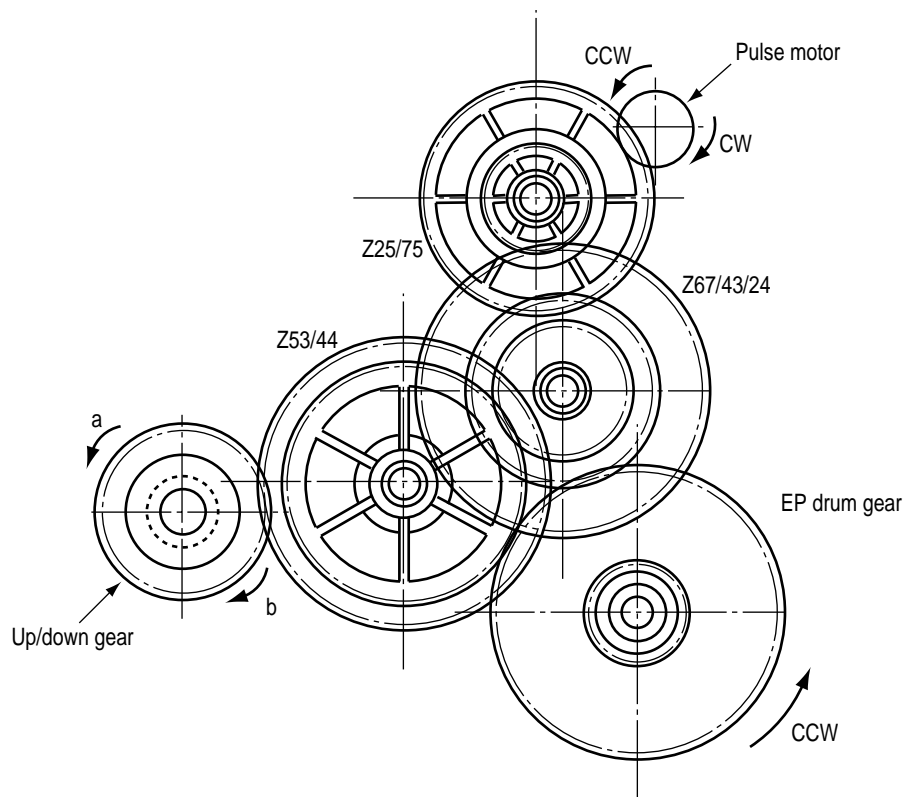 CCW
Pulse motor
CW
Z25/75
Z67/43/24
Z53/44
a
EP drum gear
b
Up/down gear
CCW